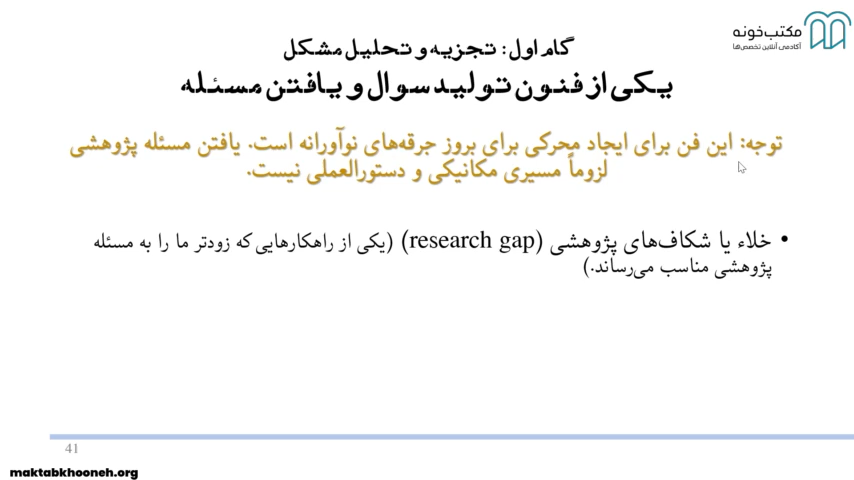 مکتب‌خونه
آکادمی آنلاین تخصص‌ها
گام اول: تجزیه و تحلیل مشکل
یکی از فنون تولید سوال و یافتن مسئله
توجه: این فن برای ایجاد محرکی برای بروز جرقه‌های نوآورانه است. یافتن مسئله پژوهشی
لزوماً مسیری مکانیکی و دستورالعملی نیست.
• خلاء یا شکاف‌های پژوهشی (research gap) (یکی از راهکارهایی که زودتر ما را به مسئله
پژوهشی مناسب می‌رساند.)
41
maktabkhooneh.org